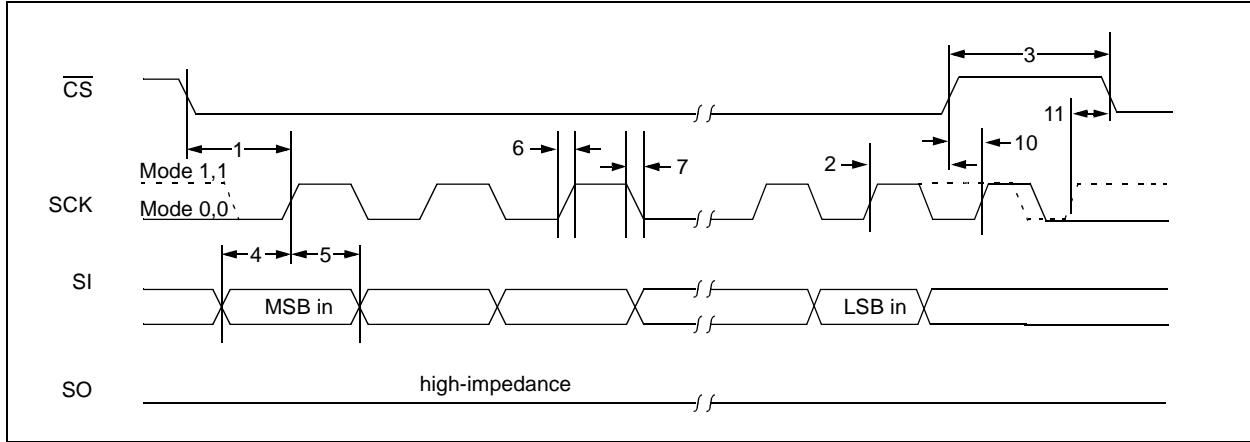 3
CS
11
1
6
10
Mode 1,1
7
2
SCK
Mode 0,0
4
5
SI
MSB in
LSB in
high-impedance
SO